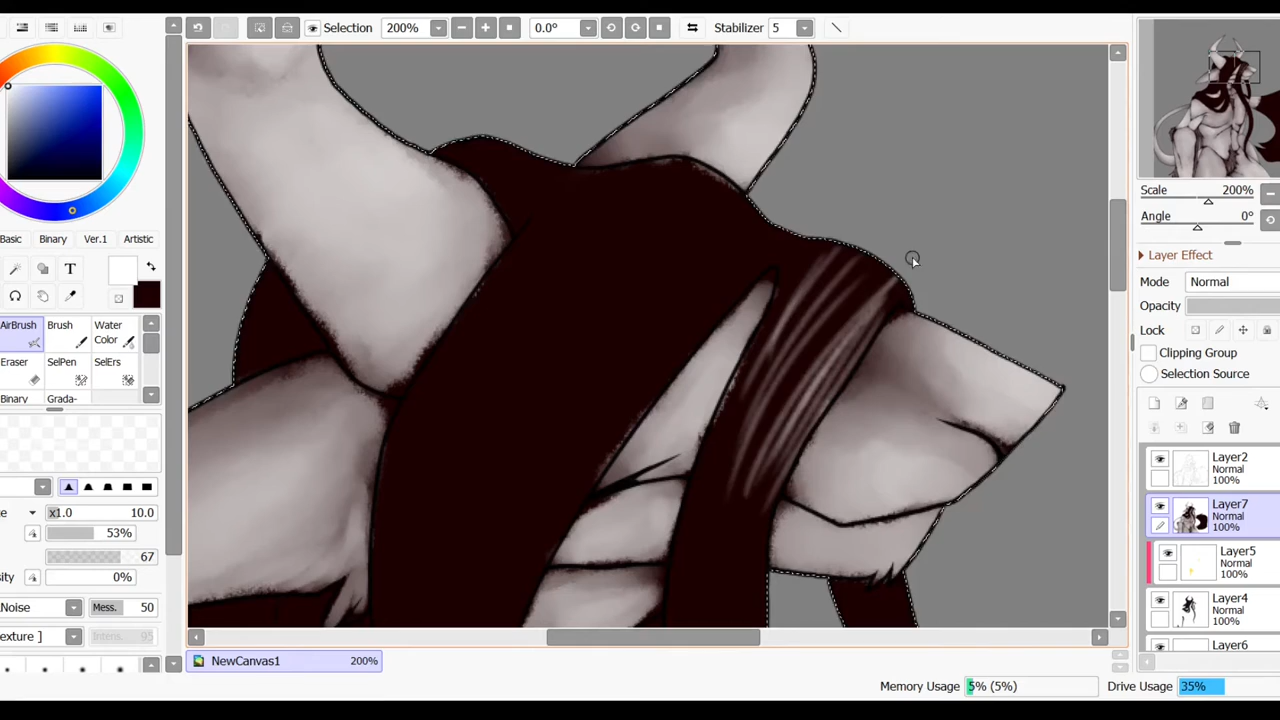 Selection
200%
0.0°
Stabilizer 5
Basic
Binary
Ver.1
Artistic
T
AirBrush
Brush
Water Color
Eraser
SelPen
SelErs
Binary
Grada-
x1.0
10.0
53%
67
0%
Mess.
50
95
NewCanvas1
200%
Memory Usage
5% (5%)
Drive Usage
35%
Scale
200%
Angle
0°
Layer Effect
Mode
Normal
Opacity
Lock
Clipping Group
Selection Source
Layer2
Normal
100%
Layer7
Normal
100%
Layer5
Normal
100%
Layer4
Normal
100%
Layer6
Normal